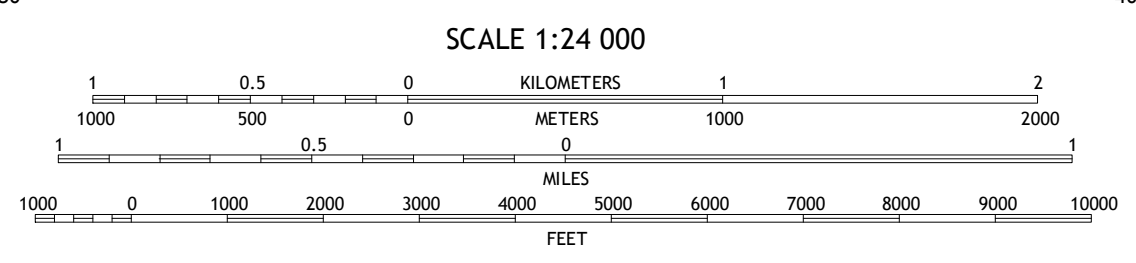 SCALE 1:24 000
1 0.5 0 KILOMETERS 1 2
1000 500 0 METERS 1000 2000
1 0.5 0 1
MILES
1000 0 1000 2000 3000 4000 5000 6000 7000 8000 9000 10000
FEET